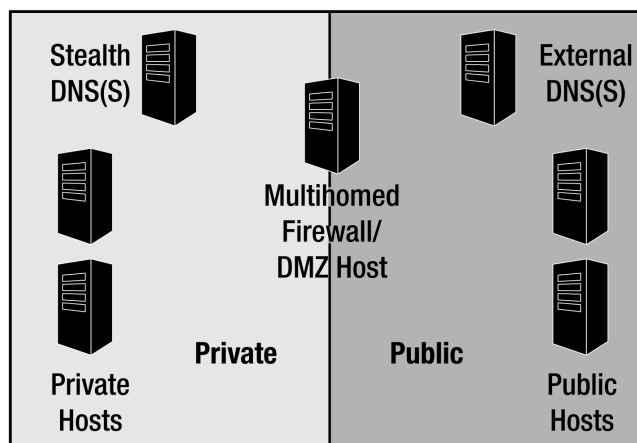 Stealth
DNS(S)
External
DNS(S)
Multihomed
Firewall/
DMZ Host
Private
Public
Private
Hosts
Public
Hosts